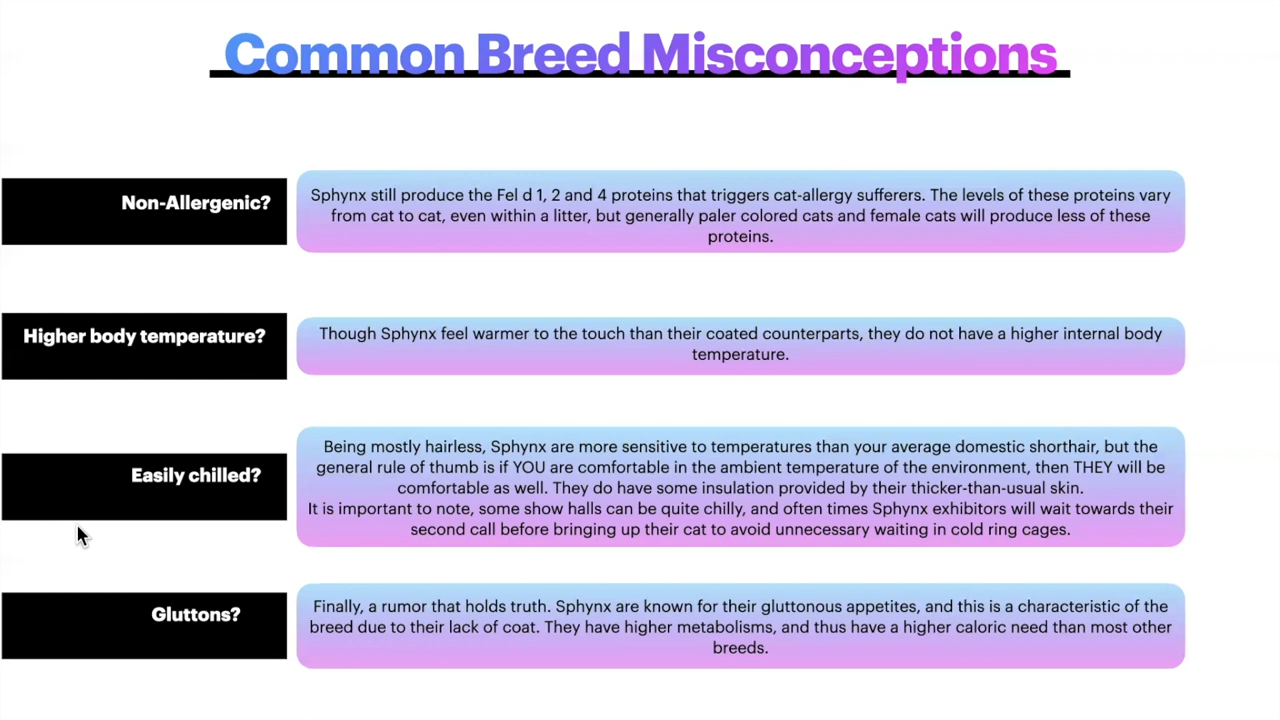 Common Breed Misconceptions
Non-Allergenic?
Sphynx still produce the Fel d 1, 2 and 4 proteins that triggers cat-allergy sufferers. The levels of these proteins vary
from cat to cat, even within a litter, but generally paler colored cats and female cats will produce less of these
proteins.
Higher body temperature?
Though Sphynx feel warmer to the touch than their coated counterparts, they do not have a higher internal body
temperature.
Easily chilled?
Being mostly hairless, Sphynx are more sensitive to temperatures than your average domestic shorthair, but the
general rule of thumb is if YOU are comfortable in the ambient temperature of the environment, then THEY will be
comfortable as well. They do have some insulation provided by their thicker-than-usual skin.
It is important to note, some show halls can be quite chilly, and often times Sphynx exhibitors will wait towards their
second call before bringing up their cat to avoid unnecessary waiting in cold ring cages.
Gluttons?
Finally, a rumor that holds truth. Sphynx are known for their gluttonous appetites, and this is a characteristic of the
breed due to their lack of coat. They have higher metabolisms, and thus have a higher caloric need than most other
breeds.